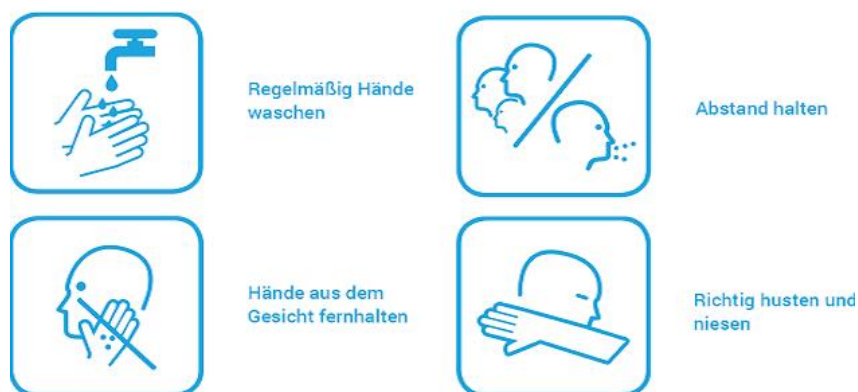 Regelmäßig Hände
waschen
Abstand halten
Hände aus dem
Gesicht fernhalten
Richtig husten und
niesen